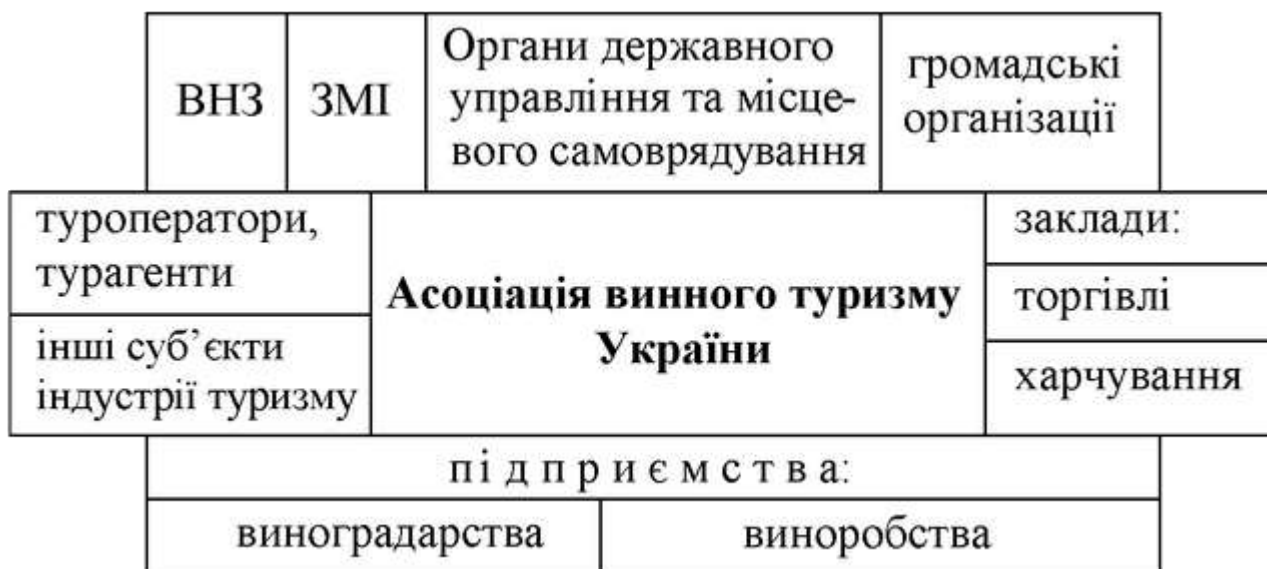 ВНЗ
ЗМІ
Органи державного
управління та місце-
вого самоврядування
громадські
організації
туроператори,
турагенти
інші суб’єкти
індустрії туризму
Асоціація винного туризму
України
заклади:
торгівлі
харчування
п і д п р и є м с т в а:
виноградарства
виноробства